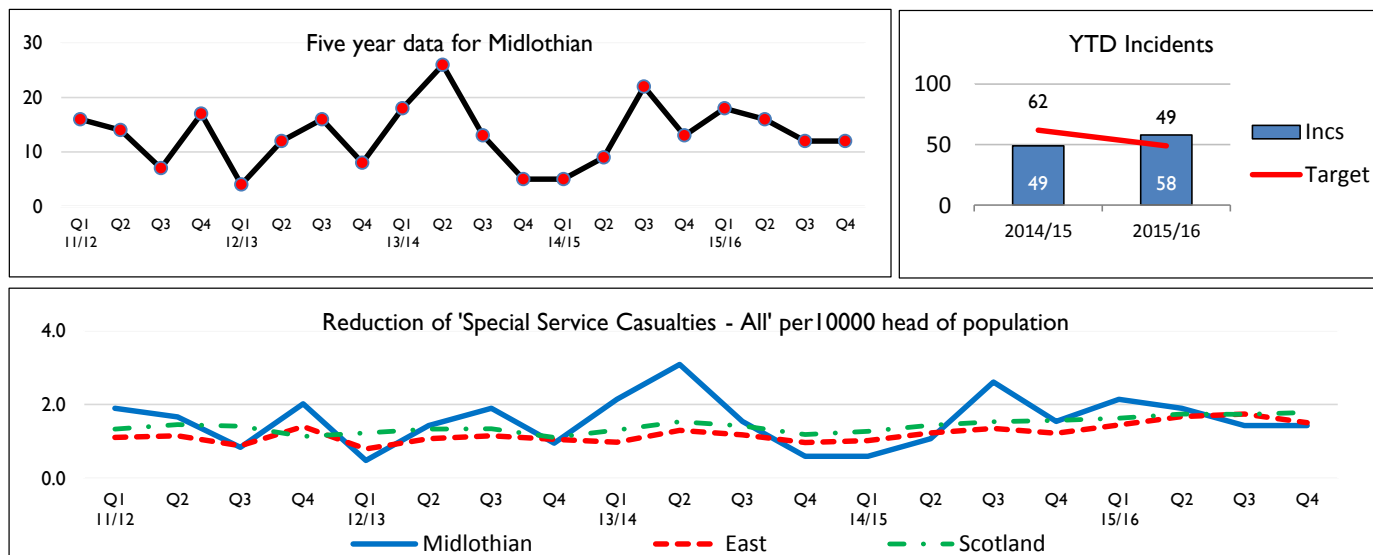 Five year data for Midlothian
30
20
10
0
Q1 Q2 Q3 Q4 Q1 Q2 Q3 Q4 Q1 Q2 Q3 Q4 Q1 Q2 Q3 Q4 Q1 Q2 Q3 Q4
11/12 12/13 13/14 14/15 15/16
YTD Incidents
100
50
0
62
49
49
58
2014/15 2015/16
Incs
Target
Reduction of 'Special Service Casualties - All' per10000 head of population
4.0
2.0
0.0
Q1 Q2 Q3 Q4 Q1 Q2 Q3 Q4 Q1 Q2 Q3 Q4 Q1 Q2 Q3 Q4 Q1 Q2 Q3 Q4
11/12 12/13 13/14 14/15 15/16
Midlothian East Scotland